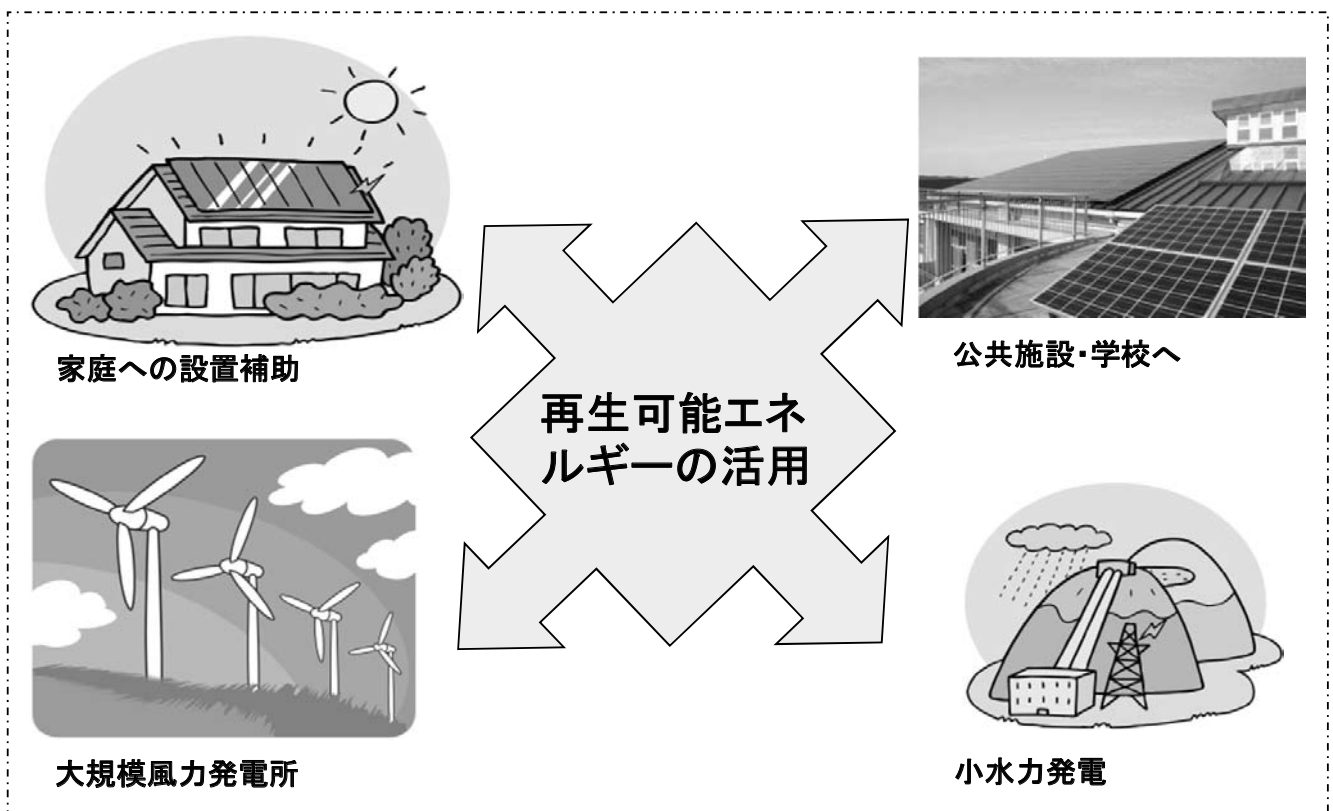 家庭への設置補助
公共施設・学校へ
再生可能エネ
ルギーの活用
大規模風力発電所
小水力発電